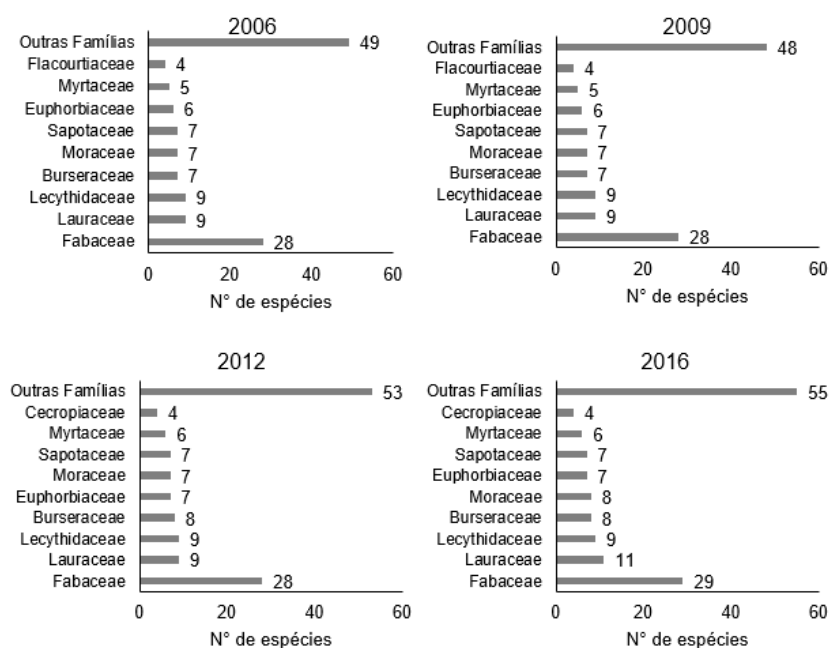 2006
Outras Famílias 49
Flacourtiaceae 4
Myrtaceae 5
Euphorbiaceae 6
Sapotaceae 7
Moraceae 7
Burseraceae 7
Lecythidaceae 9
Lauraceae 9
Fabaceae 28
0 20 40 60
N° de espécies
2009
Outras Famílias 48
Flacourtiaceae 4
Myrtaceae 5
Euphorbiaceae 6
Sapotaceae 7
Moraceae 7
Burseraceae 7
Lecythidaceae 9
Lauraceae 9
Fabaceae 28
0 20 40 60
N° de espécies
2012
Outras Famílias 53
Cecropiaceae 4
Myrtaceae 6
Sapotaceae 7
Moraceae 7
Euphorbiaceae 7
Burseraceae 8
Lecythidaceae 9
Lauraceae 9
Fabaceae 28
0 20 40 60
N° de espécies
2016
Outras Famílias 55
Cecropiaceae 4
Myrtaceae 6
Sapotaceae 7
Euphorbiaceae 7
Moraceae 8
Burseraceae 8
Lecythidaceae 9
Lauraceae 11
Fabaceae 29
0 20 40 60
N° de espécies